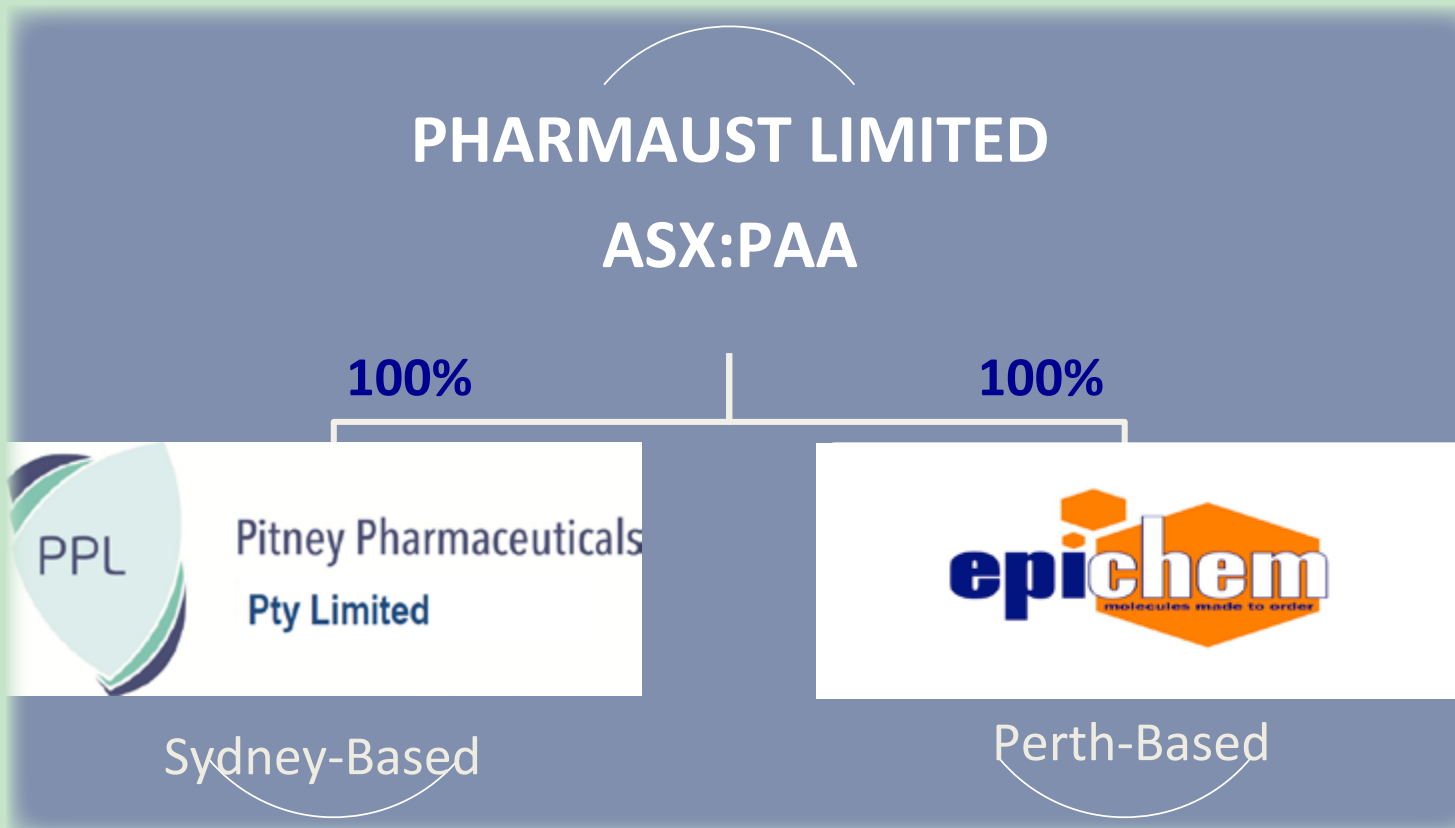 PHARMAUST LIMITED
ASX:PAA
100%
100%
PPL
Pitney Pharmaceuticals
Pty Limited
epichem
molecules made to order
Sydney-Based
Perth-Based